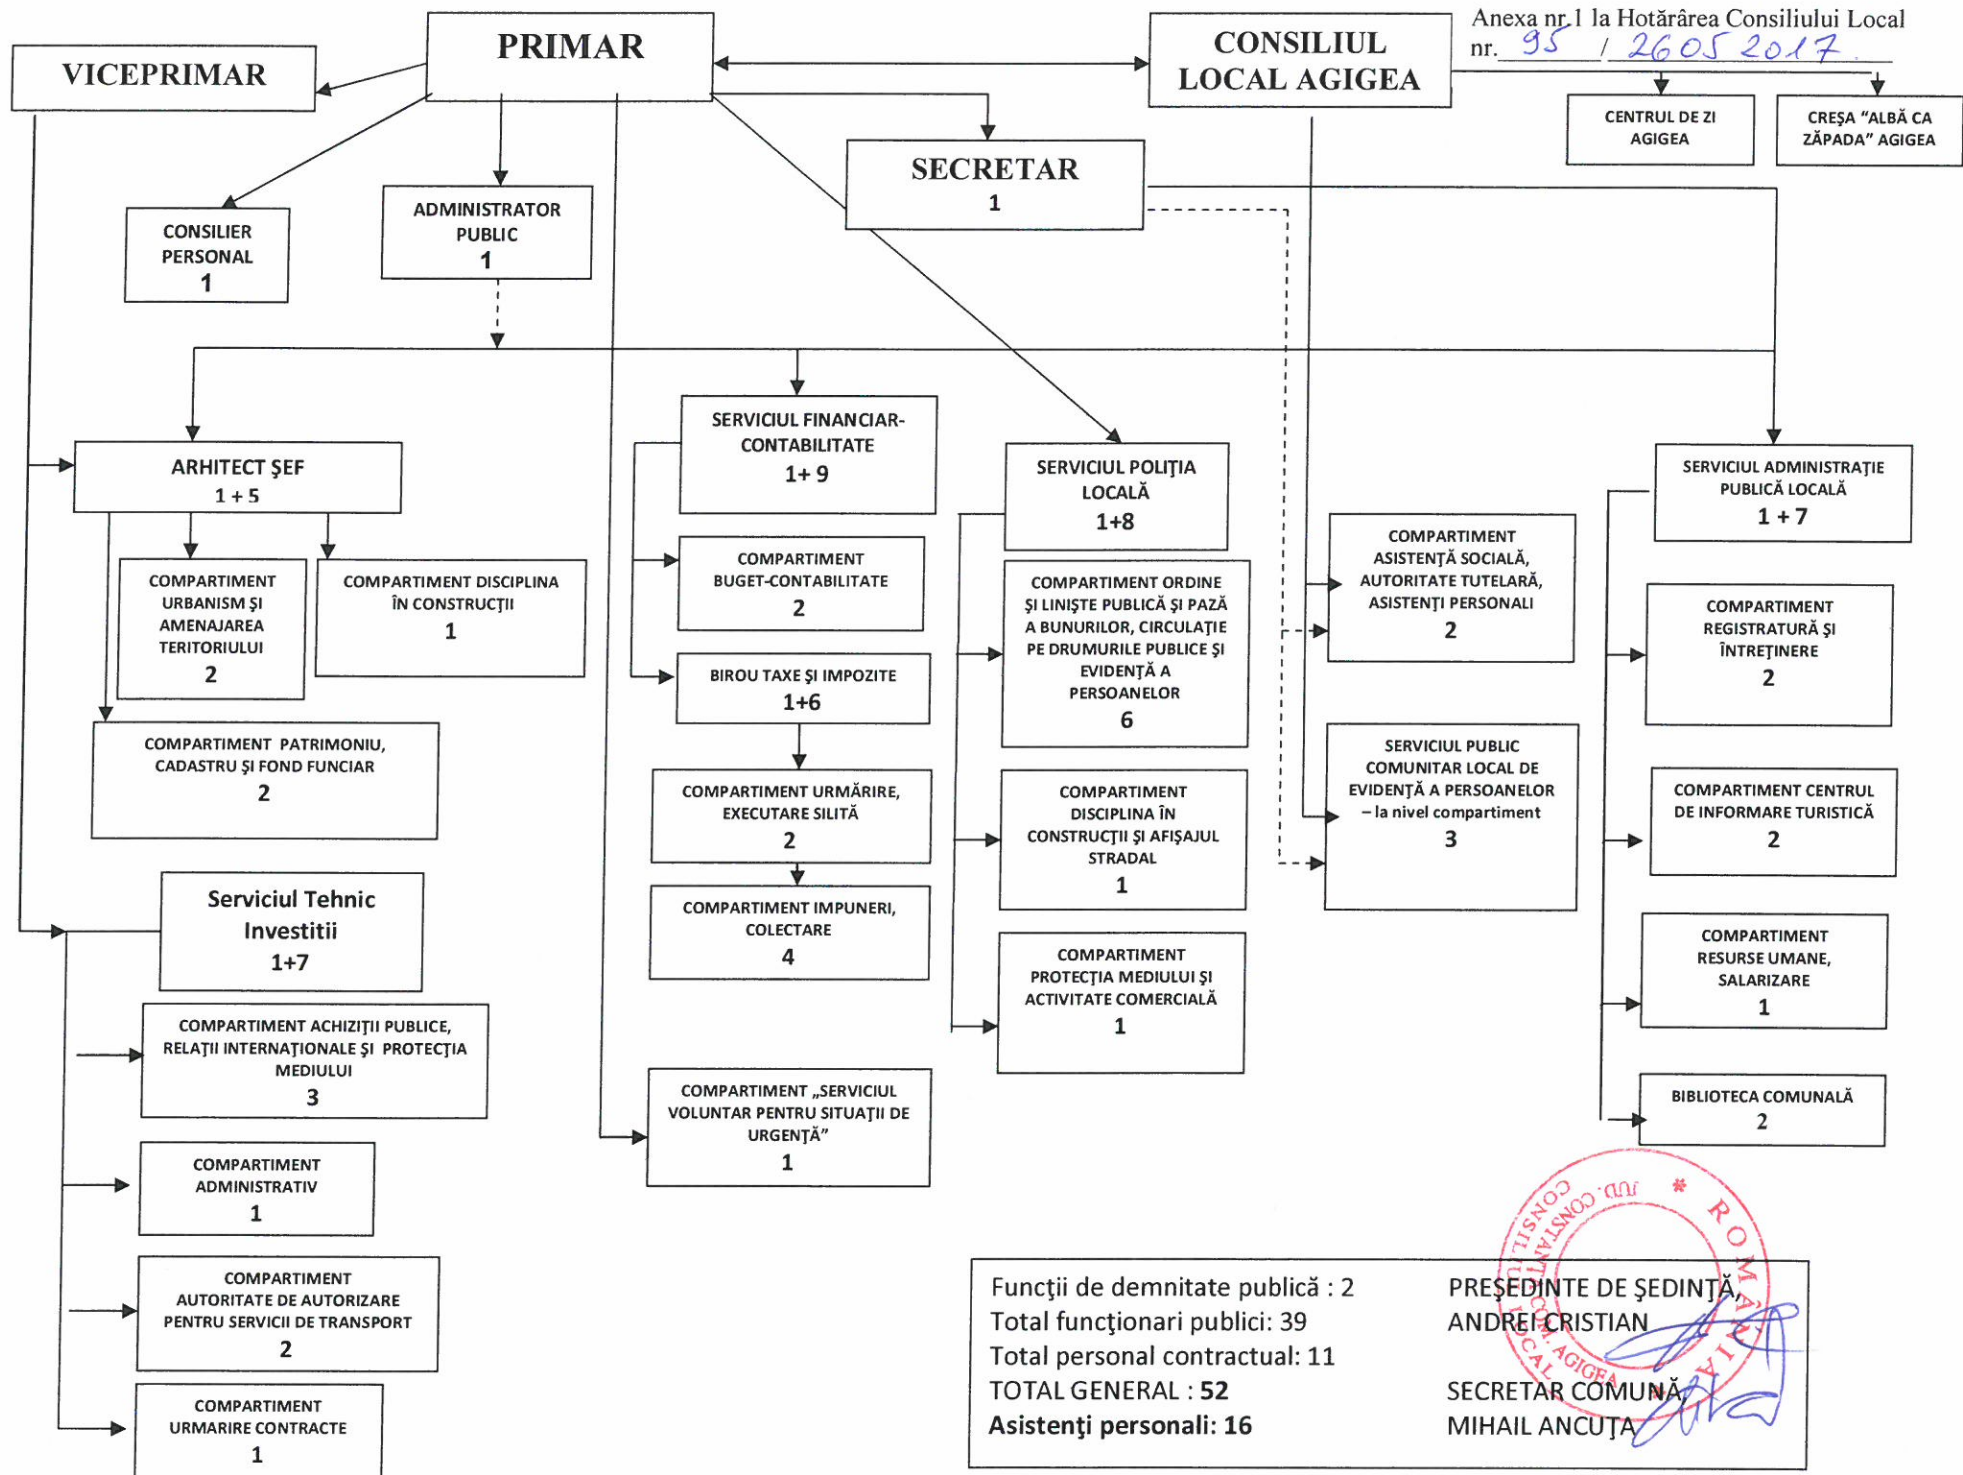 Anexa nr.1 la Hotărârea Consiliului Local
nr. 95 / 26 05 2017
VICEPRIMAR
PRIMAR
CONSILIUL
LOCAL AGIGEA
CENTRUL DE ZI
AGIGEA
CREŞA “ALBĂ CA
ZĂPADA” AGIGEA
SECRETAR
1
CONSILIER
PERSONAL
1
ADMINISTRATOR
PUBLIC
1
ARHITECT ŞEF
1 + 5
COMPARTIMENT
URBANISM ŞI
AMENAJAREA
TERITORIULUI
2
COMPARTIMENT DISCIPLINA
ÎN CONSTRUCŢII
1
COMPARTIMENT PATRIMONIU,
CADASTRU ŞI FOND FUNCIAR
2
Serviciul Tehnic
Investitii
1+7
COMPARTIMENT ACHIZIŢII PUBLICE,
RELAŢII INTERNAŢIONALE ŞI PROTECŢIA
MEDIULUI
3
COMPARTIMENT
ADMINISTRATIV
1
COMPARTIMENT
AUTORITATE DE AUTORIZARE
PENTRU SERVICII DE TRANSPORT
2
COMPARTIMENT
URMARIRE CONTRACTE
1
SERVICIUL FINANCIAR-
CONTABILITATE
1+ 9
COMPARTIMENT
BUGET-CONTABILITATE
2
BIROU TAXE ŞI IMPOZITE
1+6
COMPARTIMENT URMĂRIRE,
EXECUTARE SILITĂ
2
COMPARTIMENT IMPUNERI,
COLECTARE
4
COMPARTIMENT „SERVICIUL
VOLUNTAR PENTRU SITUAŢII DE
URGENŢĂ”
1
SERVICIUL POLIŢIA
LOCALĂ
1+8
COMPARTIMENT ORDINE
ŞI LINIŞTE PUBLICĂ ŞI PAZĂ
A BUNURILOR, CIRCULAŢIE
PE DRUMURILE PUBLICE ŞI
EVIDENŢĂ A
PERSOANELOR
6
COMPARTIMENT
DISCIPLINA ÎN
CONSTRUCŢII ŞI AFIŞAJUL
STRADAL
1
COMPARTIMENT
PROTECŢIA MEDIULUI ŞI
ACTIVITATE COMERCIALĂ
1
COMPARTIMENT
ASISTENŢĂ SOCIALĂ,
AUTORITATE TUTELARĂ,
ASISTENŢI PERSONALI
2
SERVICIUL PUBLIC
COMUNITAR LOCAL DE
EVIDENŢĂ A PERSOANELOR
– la nivel compartiment
3
SERVICIUL ADMINISTRAŢIE
PUBLICĂ LOCALĂ
1 + 7
COMPARTIMENT
REGISTRATURĂ ŞI
ÎNTREŢINERE
2
COMPARTIMENT CENTRUL
DE INFORMARE TURISTICĂ
2
COMPARTIMENT
RESURSE UMANE,
SALARIZARE
1
BIBLIOTECA COMUNALĂ
2
Funcţii de demnitate publică : 2
Total funcţionari publici: 39
Total personal contractual: 11
TOTAL GENERAL : 52
Asistenţi personali: 16
PREŞEDINTE DE ŞEDINŢĂ,
ANDREI CRISTIAN
SECRETAR COMUNĂ,
MIHAIL ANCUŢA
* ROMÂNIA *
JUD. CONSTANŢA COM. AGIGEA
CONSILIUL LOCAL